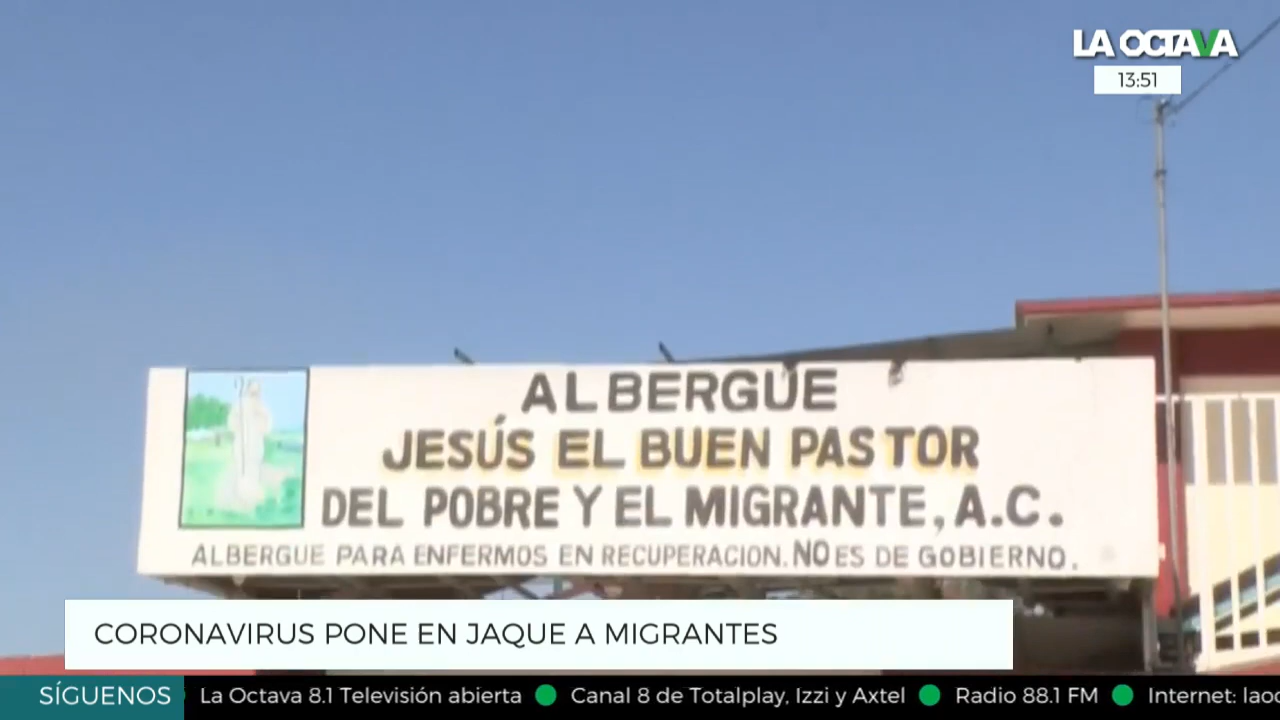 LA OCTAVA
13:51
ALBERGUE
JESÚS EL BUEN PASTOR
DEL POBRE Y EL MIGRANTE, A.C.
ALBERGUE PARA ENFERMOS EN RECUPERACION. NO ES DE GOBIERNO.
CORONAVIRUS PONE EN JAQUE A MIGRANTES
SÍGUENOS La Octava 8.1 Televisión abierta Canal 8 de Totalplay, Izzi y Axtel Radio 88.1 FM Internet: